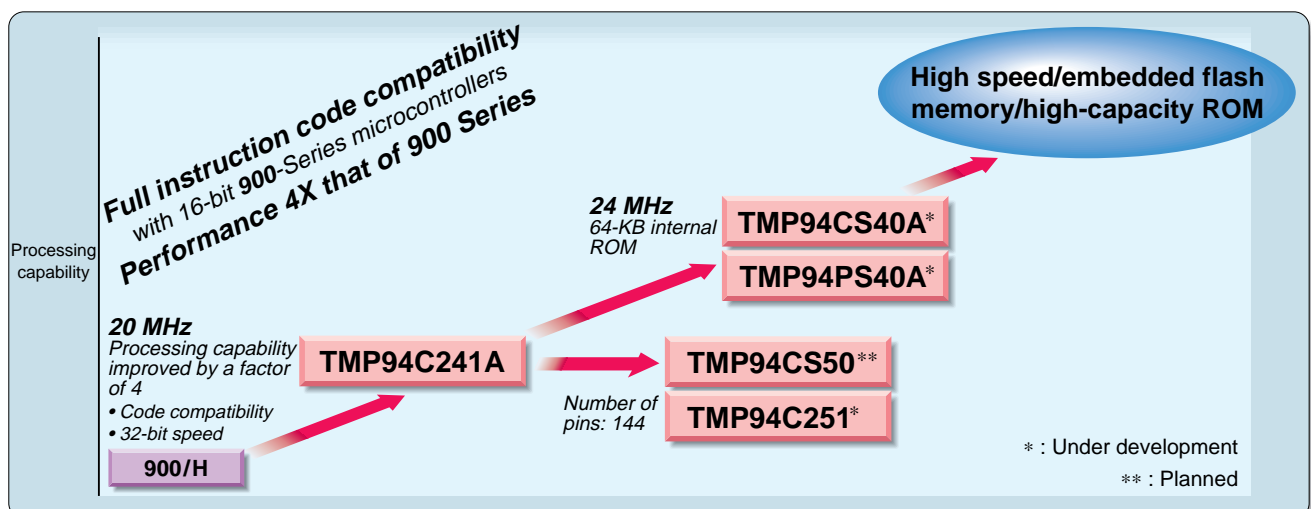 Full instruction code compatibility
with 16-bit 900-Series microcontrollers
Performance 4X that of 900 Series
High speed/embedded flash
memory/high-capacity ROM
Processing
capability
24 MHz
64-KB internal
ROM
TMP94CS40A*
TMP94PS40A*
20 MHz
Processing capability
improved by a factor
of 4
• Code compatibility
• 32-bit speed
900/H
TMP94C241A
TMP94CS50**
Number of
pins: 144
TMP94C251*
* : Under development
** : Planned